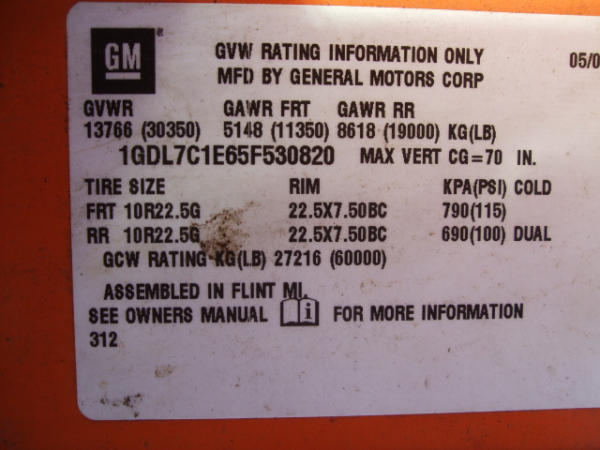 GM
GVW RATING INFORMATION ONLY 05/0
MFD BY GENERAL MOTORS CORP
GVWR GAWR FRT GAWR RR
13766 (30350) 5148 (11350) 8618 (19000) KG(LB)
1GDL7C1E65F530820 MAX VERT CG=70 IN.
TIRE SIZE RIM KPA(PSI) COLD
FRT 10R22.5G 22.5X7.50BC 790(115)
RR 10R22.5G 22.5X7.50BC 690(100) DUAL
GCW RATING KG(LB) 27216 (60000)
ASSEMBLED IN FLINT MI.
SEE OWNERS MANUAL i FOR MORE INFORMATION
312